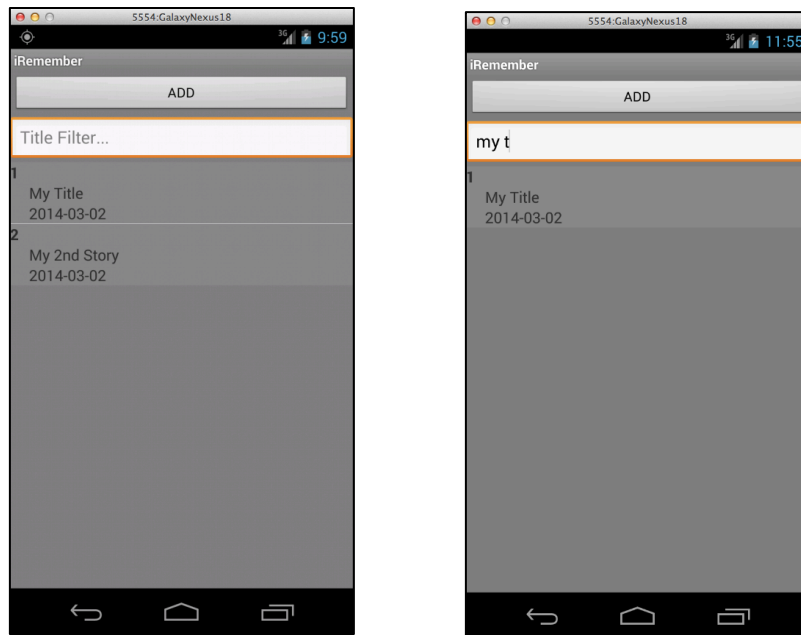 5554:GalaxyNexus18
3G 9:59
iRemember
ADD
Title Filter...
1
My Title
2014-03-02
2
My 2nd Story
2014-03-02
5554:GalaxyNexus18
3G 11:55
iRemember
ADD
my t
1
My Title
2014-03-02